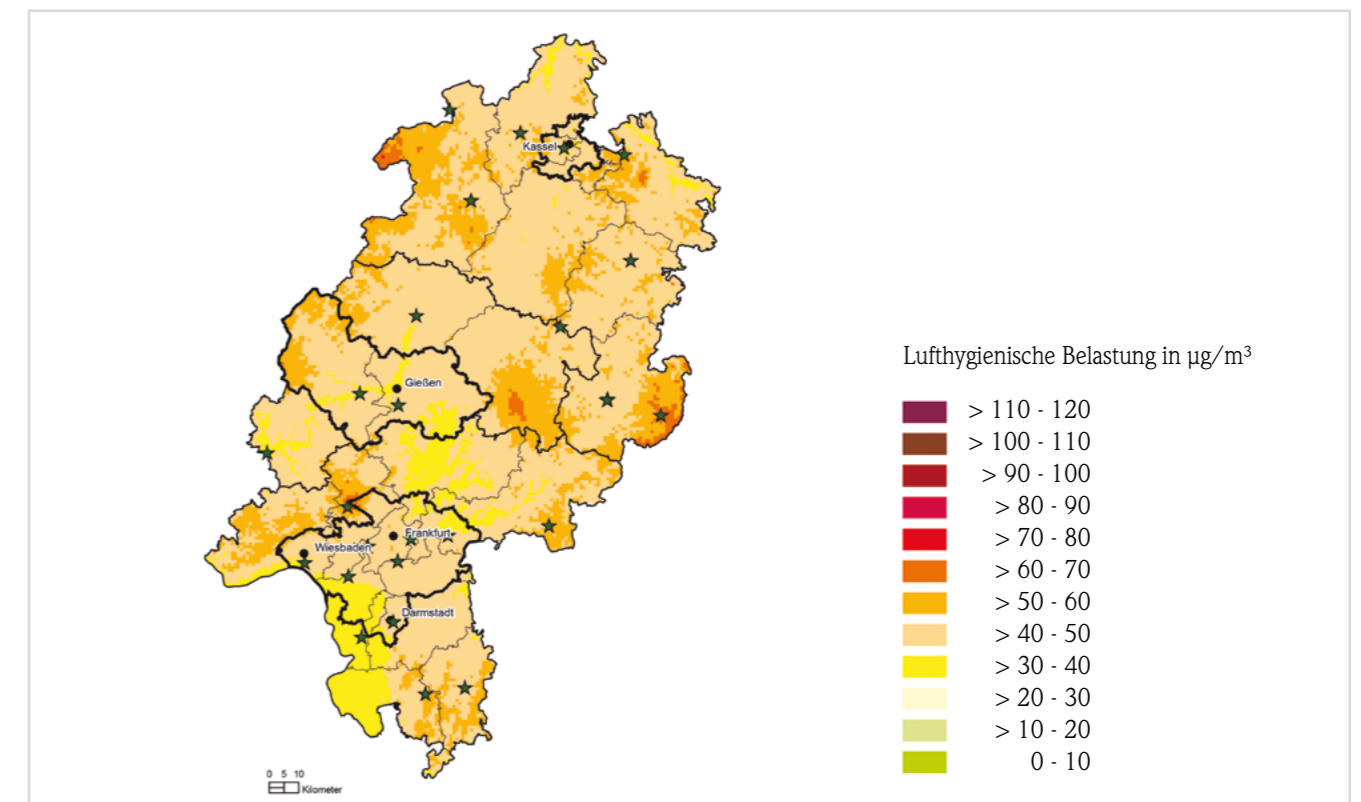 Kassel
Gießen
Frankfurt
Wiesbaden
Darmstadt
0 5 10
Kilometer
Lufthygienische Belastung in µg/m³
> 110 - 120
> 100 - 110
> 90 - 100
> 80 - 90
> 70 - 80
> 60 - 70
> 50 - 60
> 40 - 50
> 30 - 40
> 20 - 30
> 10 - 20
0 - 10